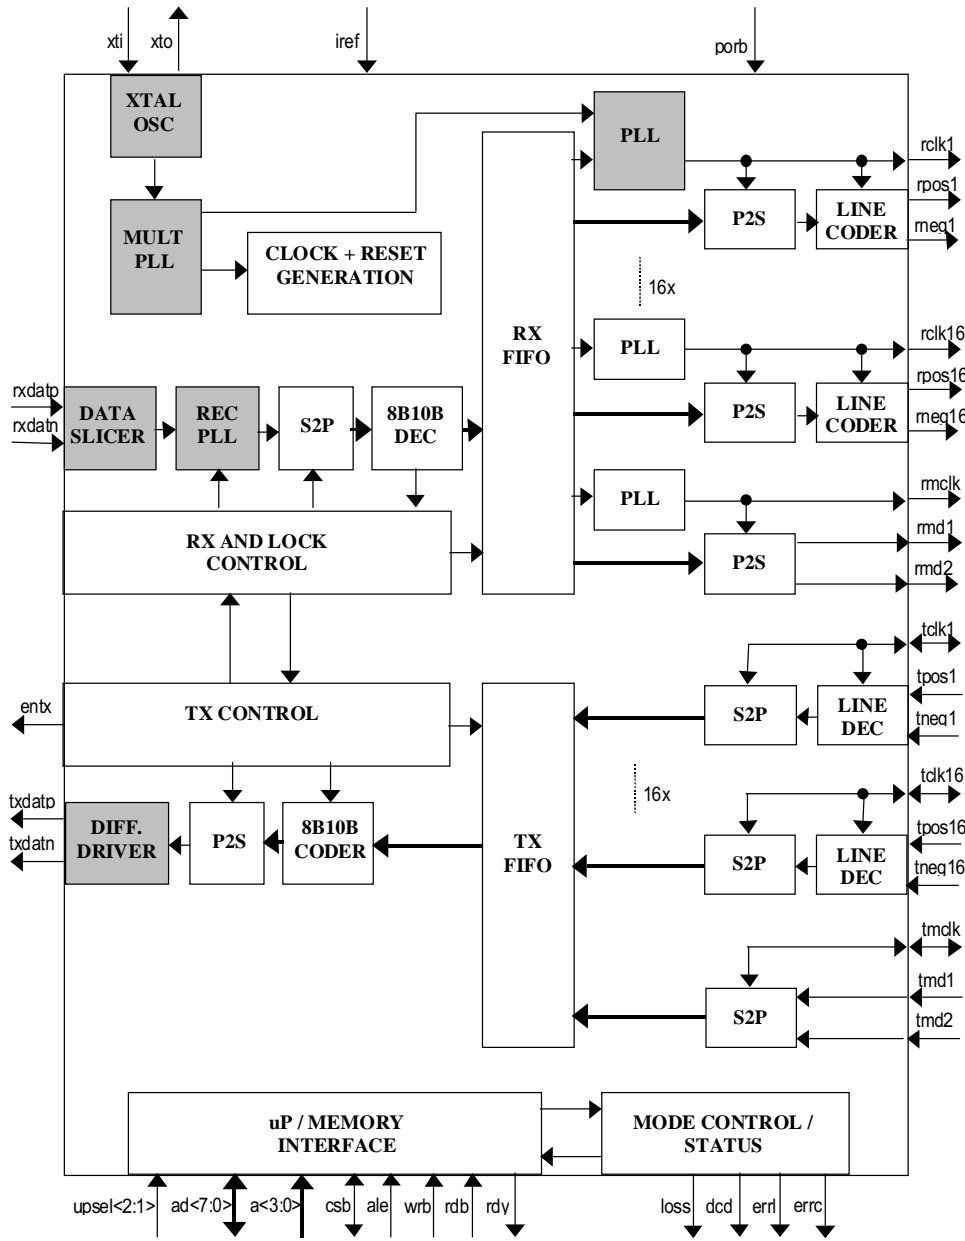 xti
xto
iref
porb
XTAL
OSC
PLL
rclk1
rpos1
rneg1
MULT
PLL
CLOCK + RESET
GENERATION
P2S
LINE
CODER
16x
RX
FIFO
PLL
rclk16
rpos16
rneg16
P2S
LINE
CODER
rxdatp
rxdatn
DATA
SLICER
REC
PLL
S2P
8B10B
DEC
PLL
rmclk
rmd1
rmd2
P2S
RX AND LOCK
CONTROL
tclk1
tpos1
tneg1
S2P
LINE
DEC
entx
TX CONTROL
16x
tclk16
tpos16
tneg16
S2P
LINE
DEC
txdatp
txdatn
DIFF.
DRIVER
P2S
8B10B
CODER
TX
FIFO
tmclk
tmd1
tmd2
S2P
uP / MEMORY
INTERFACE
MODE CONTROL /
STATUS
upsel<2:1>
ad<7:0>
a<3:0>
csb
ale
wrb
rdb
rdy
loss
dcd
errl
errc